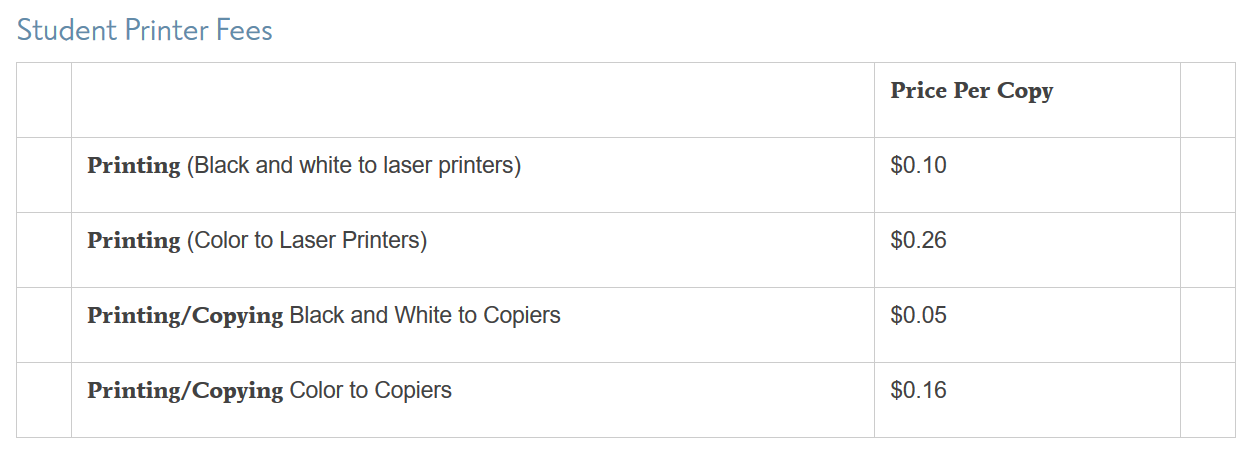 Student Printer Fees
Price Per Copy
Printing (Black and white to laser printers) $0.10
Printing (Color to Laser Printers) $0.26
Printing/Copying Black and White to Copiers $0.05
Printing/Copying Color to Copiers $0.16